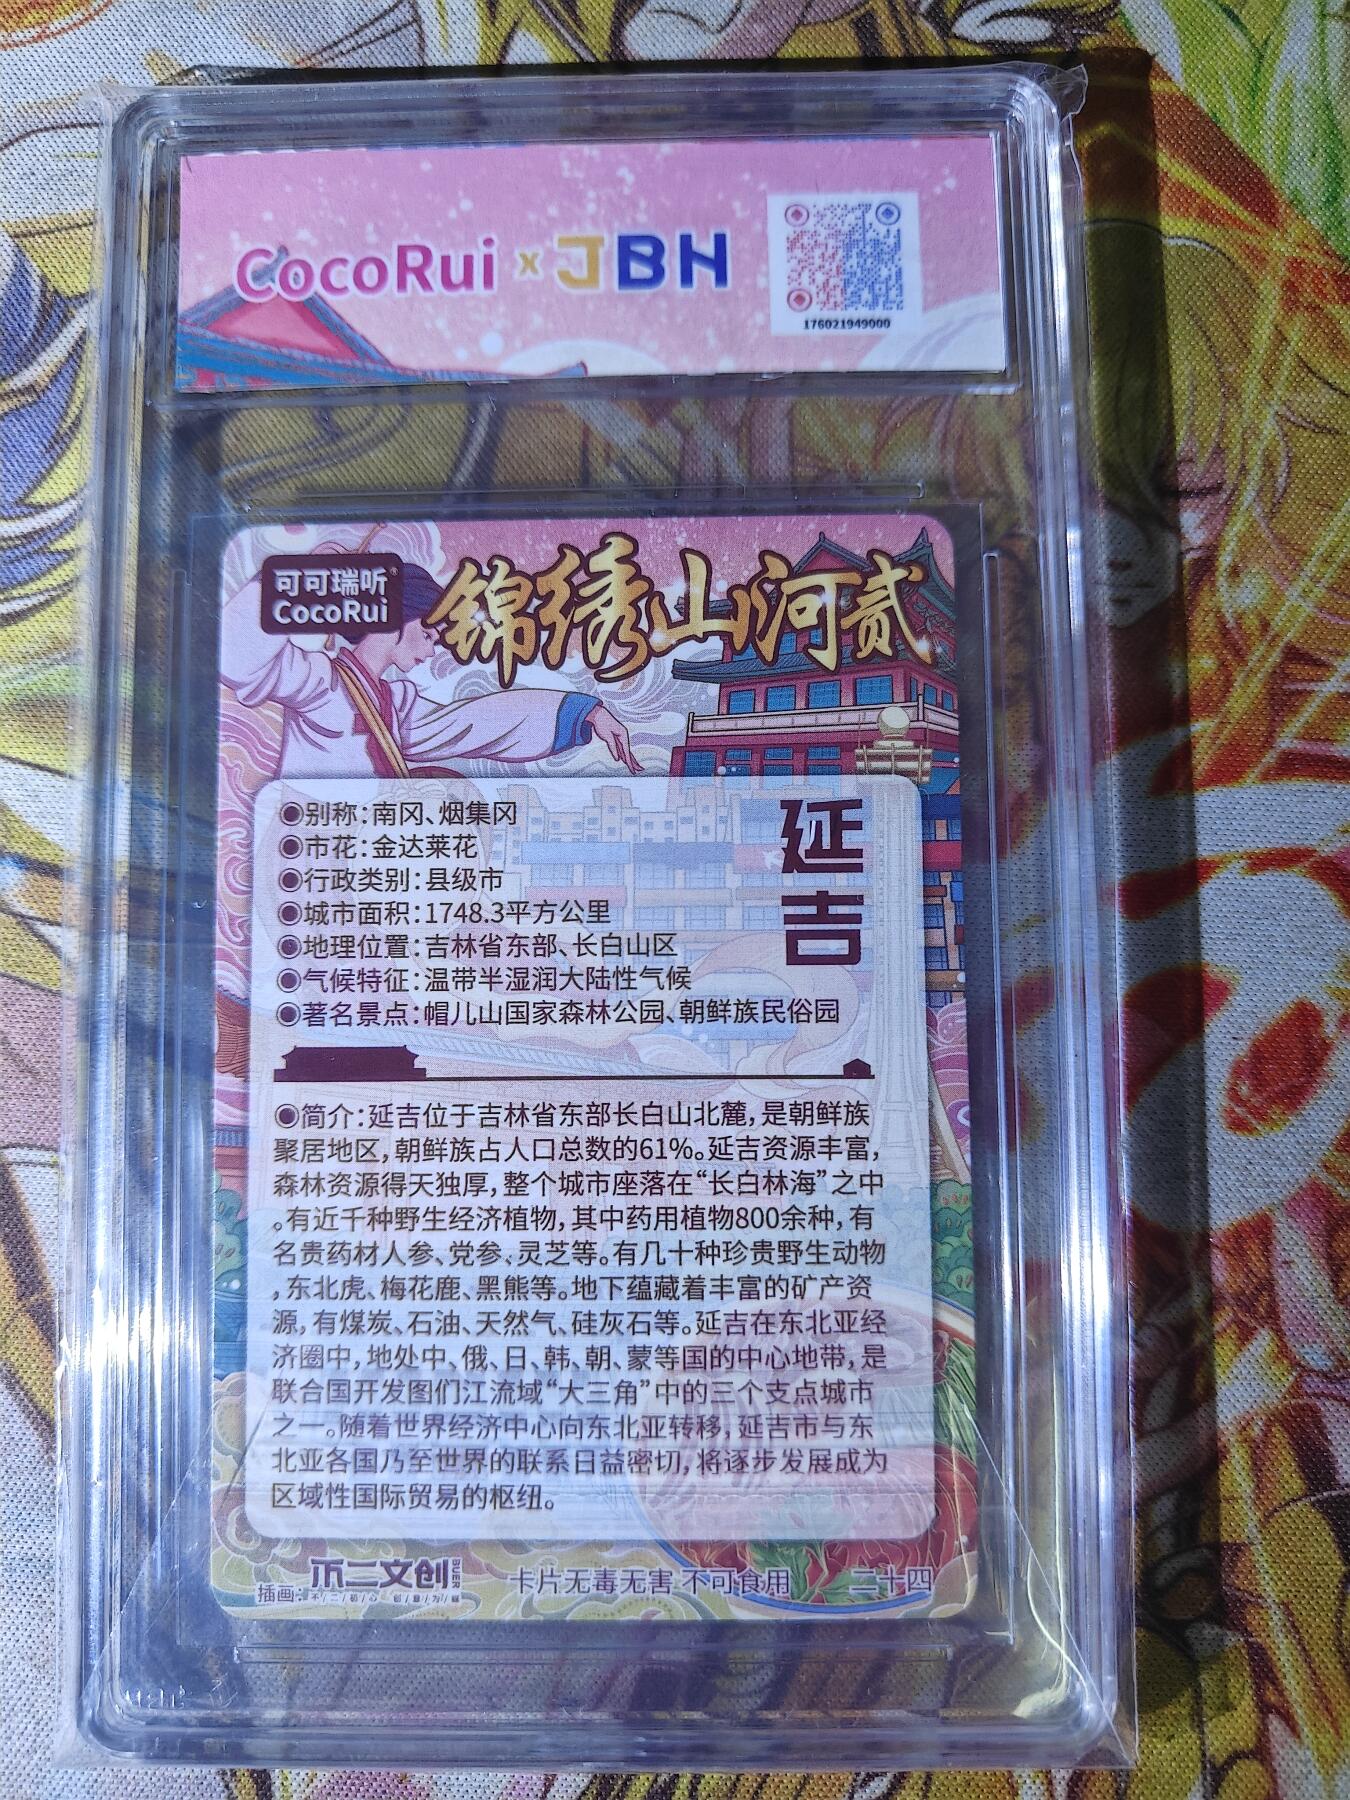 CocoRui x JBH
176021949000
可可瑞听®
CocoRui
锦绣山河贰
延吉
◉别称:南冈、烟集冈
◉市花:金达莱花
◉行政类别:县级市
◉城市面积:1748.3平方公里
◉地理位置:吉林省东部、长白山区
◉气候特征:温带半湿润大陆性气候
◉著名景点:帽儿山国家森林公园、朝鲜族民俗园
◉简介:延吉位于吉林省东部长白山北麓,是朝鲜族
聚居地区,朝鲜族占人口总数的61%。延吉资源丰富,
森林资源得天独厚,整个城市座落在“长白林海”之中
。有近千种野生经济植物,其中药用植物800余种,有
名贵药材人参、党参、灵芝等。有几十种珍贵野生动物
,东北虎、梅花鹿、黑熊等。地下蕴藏着丰富的矿产资
源,有煤炭、石油、天然气、硅灰石等。延吉在东北亚经
济圈中,地处中、俄、日、韩、朝、蒙等国的中心地带,是
联合国开发图们江流域“大三角”中的三个支点城市
之一。随着世界经济中心向东北亚转移,延吉市与东
北亚各国乃至世界的联系日益密切,将逐步发展成为
区域性国际贸易的枢纽。
插画:不二文创 BUER
卡片无毒无害 不可食用
二十四